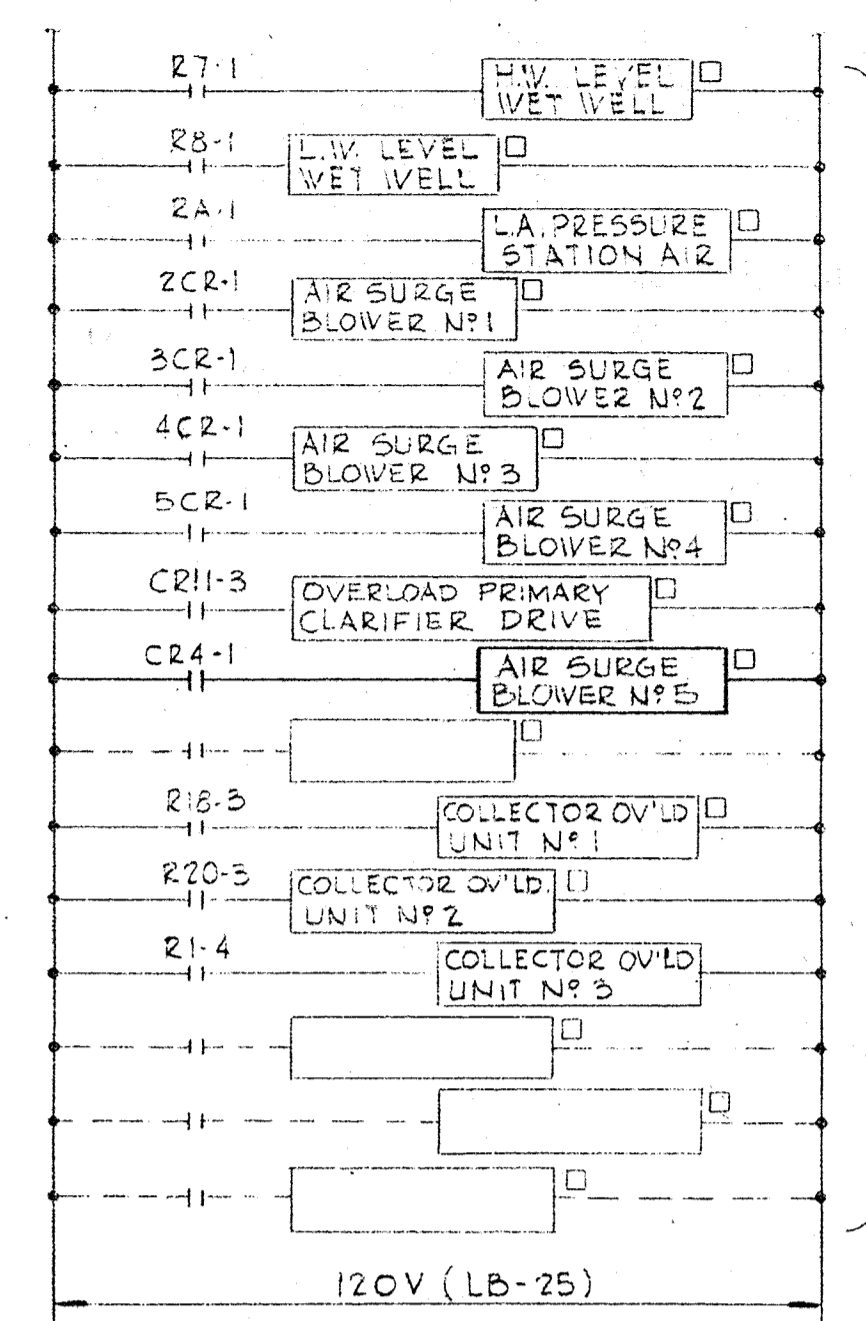 R7-1
H.W. LEVEL
WET WELL
R8-1
L.W. LEVEL
WET WELL
2A-1
L.A. PRESSURE
STATION AIR
2CR-1
AIR SURGE
BLOWER Nº1
3CR-1
AIR SURGE
BLOWER Nº2
4CR-1
AIR SURGE
BLOWER Nº3
5CR-1
AIR SURGE
BLOWER Nº4
CR11-3
OVERLOAD PRIMARY
CLARIFIER DRIVE
CR4-1
AIR SURGE
BLOWER Nº5
R18-3
COLLECTOR OV'LD
UNIT Nº1
R20-3
COLLECTOR OV'LD.
UNIT Nº2
R1-4
COLLECTOR OV'LD
UNIT Nº3
120V (LB-25)